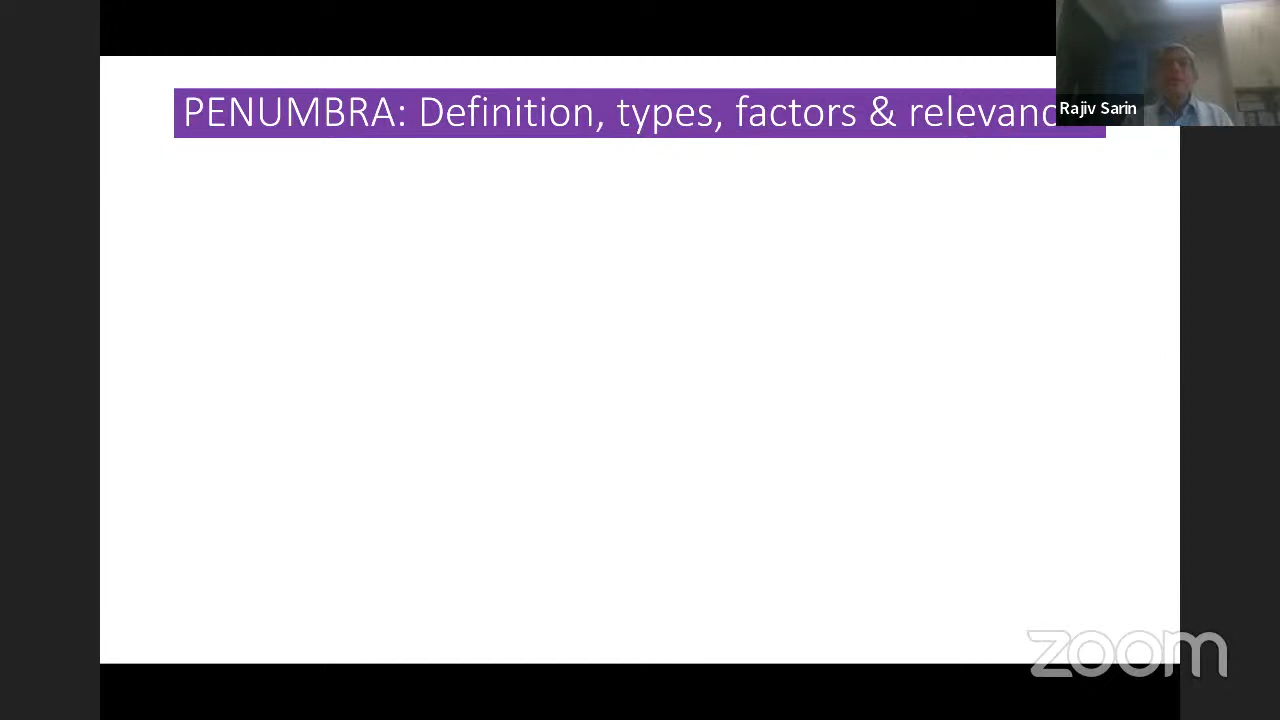 PENUMBRA: Definition, types, factors & relevanc
Rajiv Sarin
zoom